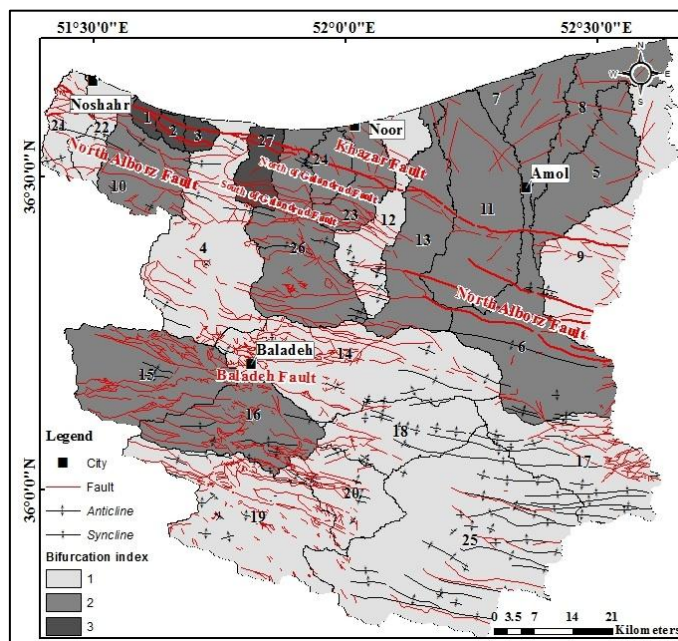 51°30'0"E 52°0'0"E 52°30'0"E
N
W E
S
Noshahr
1
2
3
27
Noor
7
8
21
22
24
Khazar Fault
36°30'0"N
North Alborz Fault
North of Galandrud Fault
Amol
5
10
South of Galandrud Fault
23
12
11
13
4
26
9
North Alborz Fault
Baladeh
14
6
15
Baladeh Fault
16
18
17
36°0'0"N
20
19
25
Legend
City
Fault
Anticline
Syncline
Bifurcation index
1
2
3
0 3.5 7 14 21
Kilometers